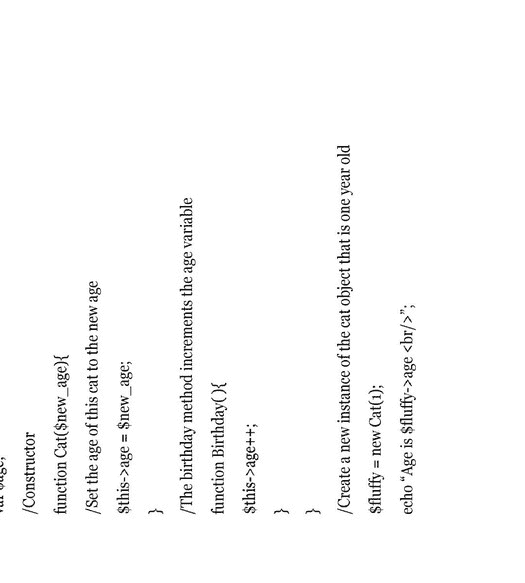 /Constructor
function Cat($new_age){
/Set the age of this cat to the new age
$this->age = $new_age;
}
/The birthday method increments the age variable
function Birthday( ){
$this->age++;
}
}
/Create a new instance of the cat object that is one year old
$fluffy = new Cat(1);
echo “Age is $fluffy->age <br/>”;